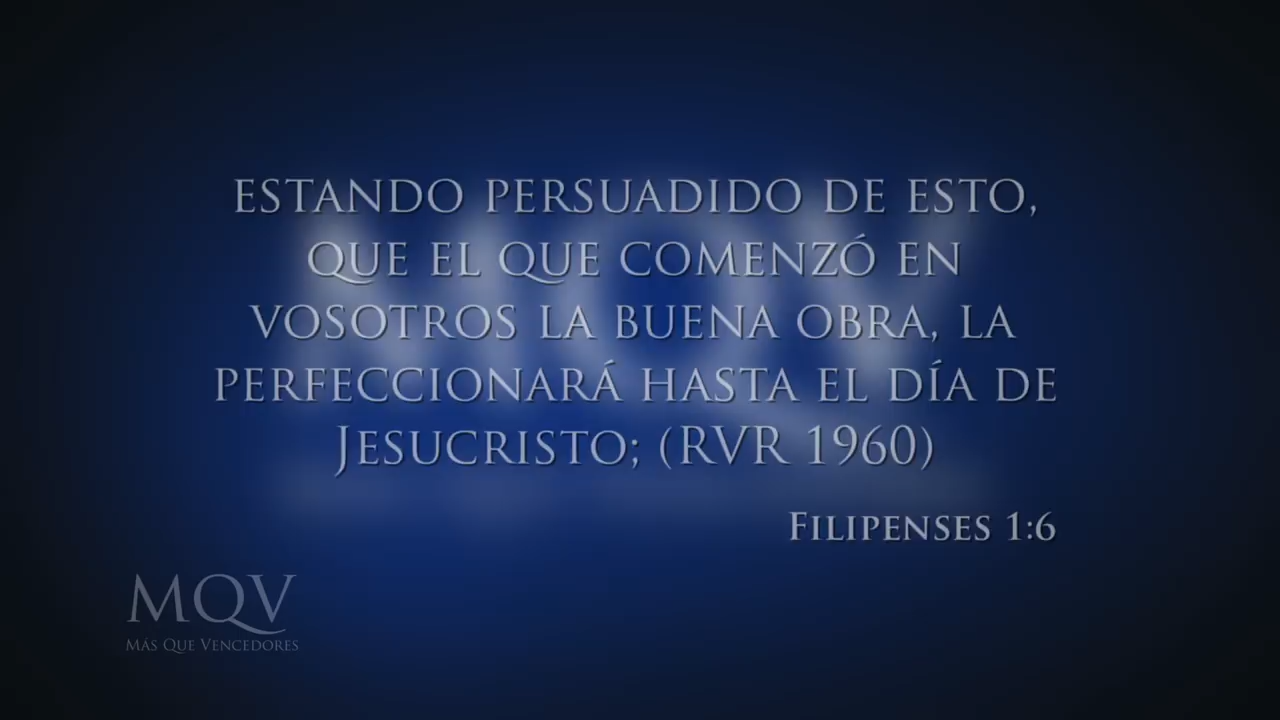 ESTANDO PERSUADIDO DE ESTO,
QUE EL QUE COMENZÓ EN
VOSOTROS LA BUENA OBRA, LA
PERFECCIONARÁ HASTA EL DÍA DE
JESUCRISTO; (RVR 1960)
FILIPENSES 1:6
MQV
MÁS QUE VENCEDORES